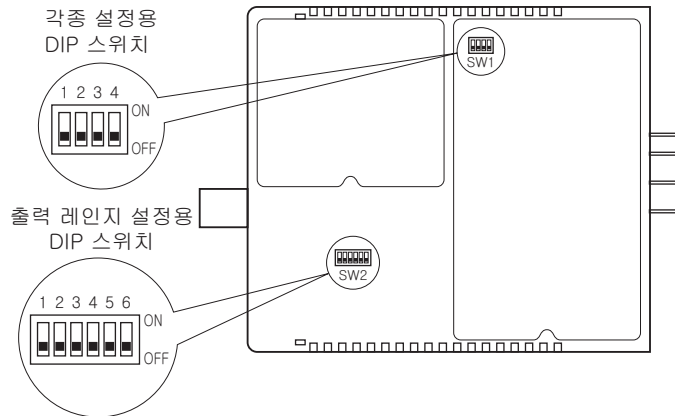 각종 설정용
DIP 스위치
1 2 3 4
ON
OFF
SW1
출력 레인지 설정용
DIP 스위치
1 2 3 4 5 6
ON
OFF
SW2